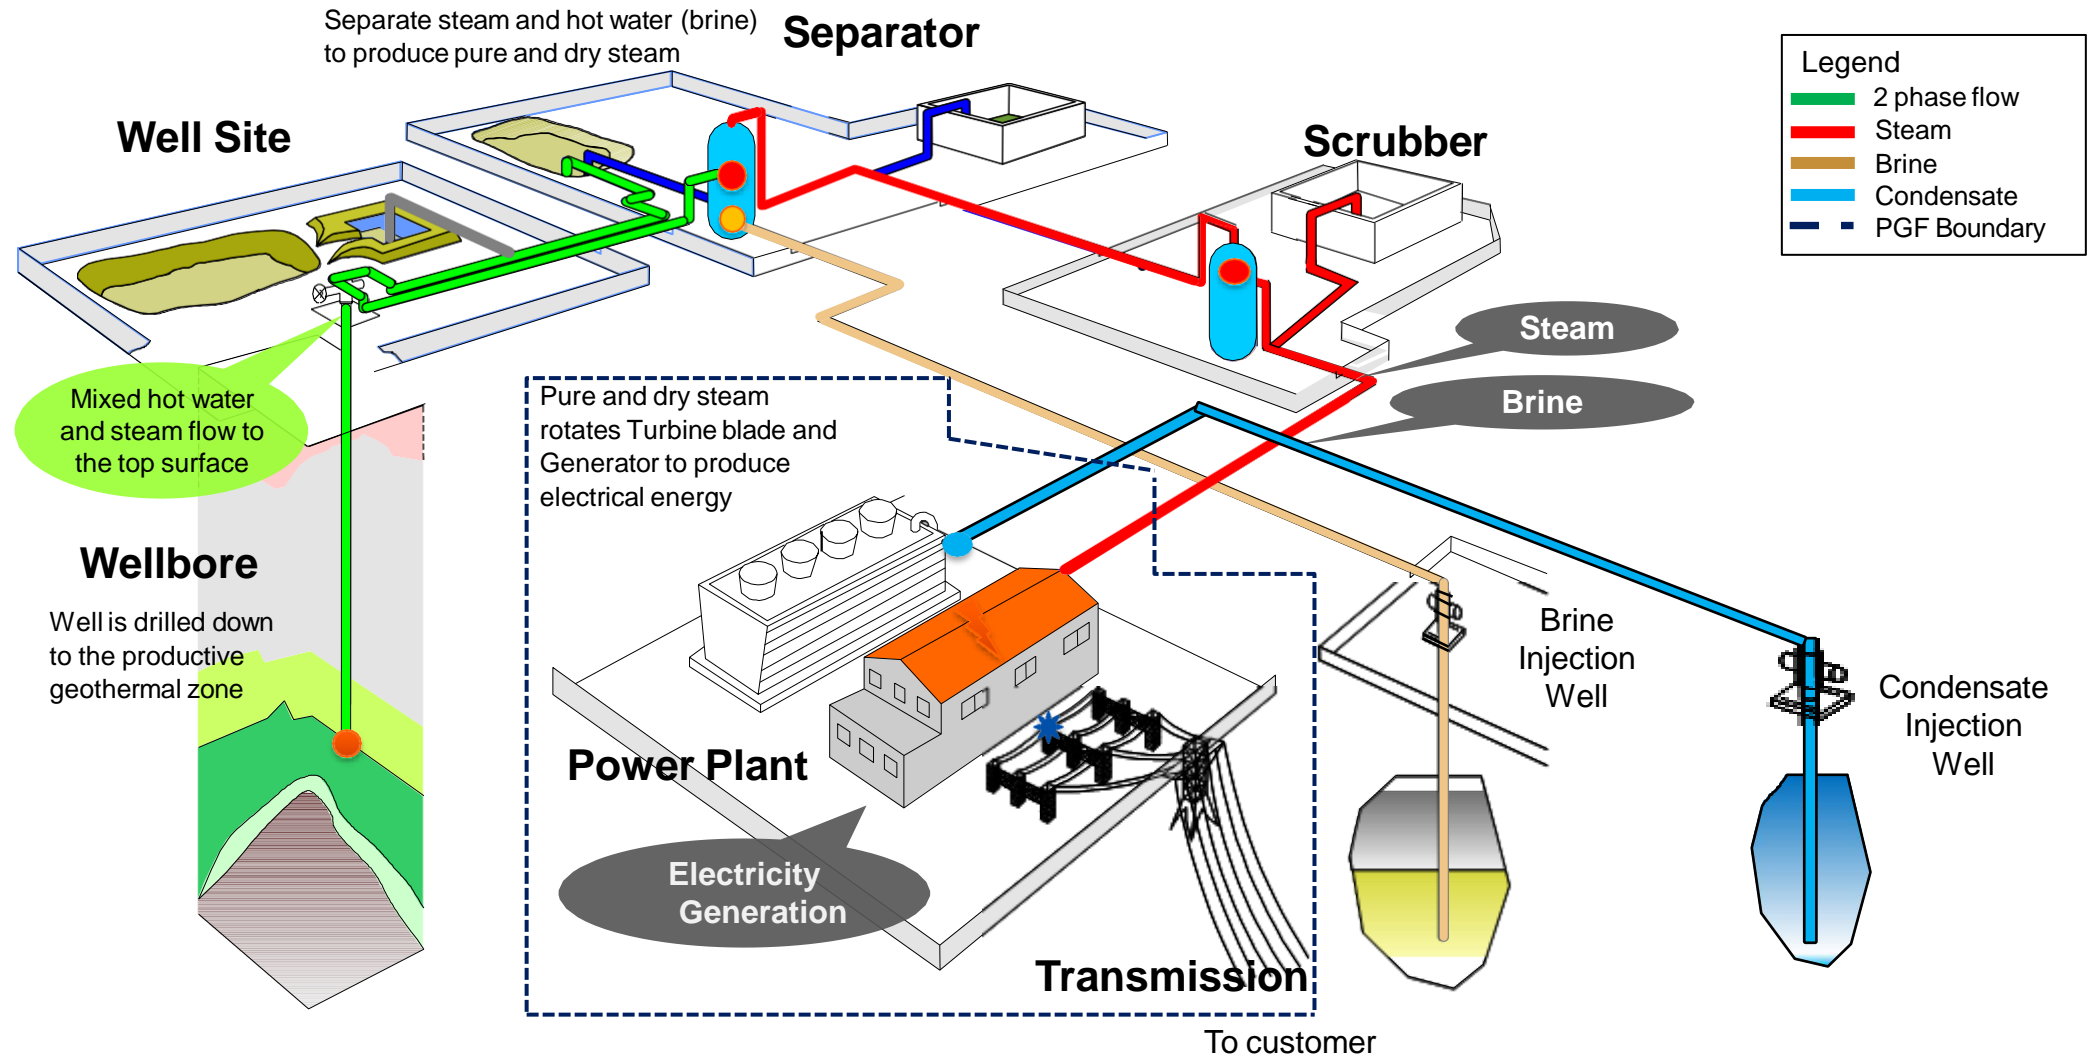 Separate steam and hot water (brine)
to produce pure and dry steam
Separator
Well Site
Scrubber
Legend
2 phase flow
Steam
Brine
Condensate
PGF Boundary
Steam
Brine
Mixed hot water
and steam flow to
the top surface
Pure and dry steam
rotates Turbine blade and
Generator to produce
electrical energy
Wellbore
Well is drilled down
to the productive
geothermal zone
Brine
Injection
Well
Condensate
Injection
Well
Power Plant
Electricity
Generation
Transmission
To customer